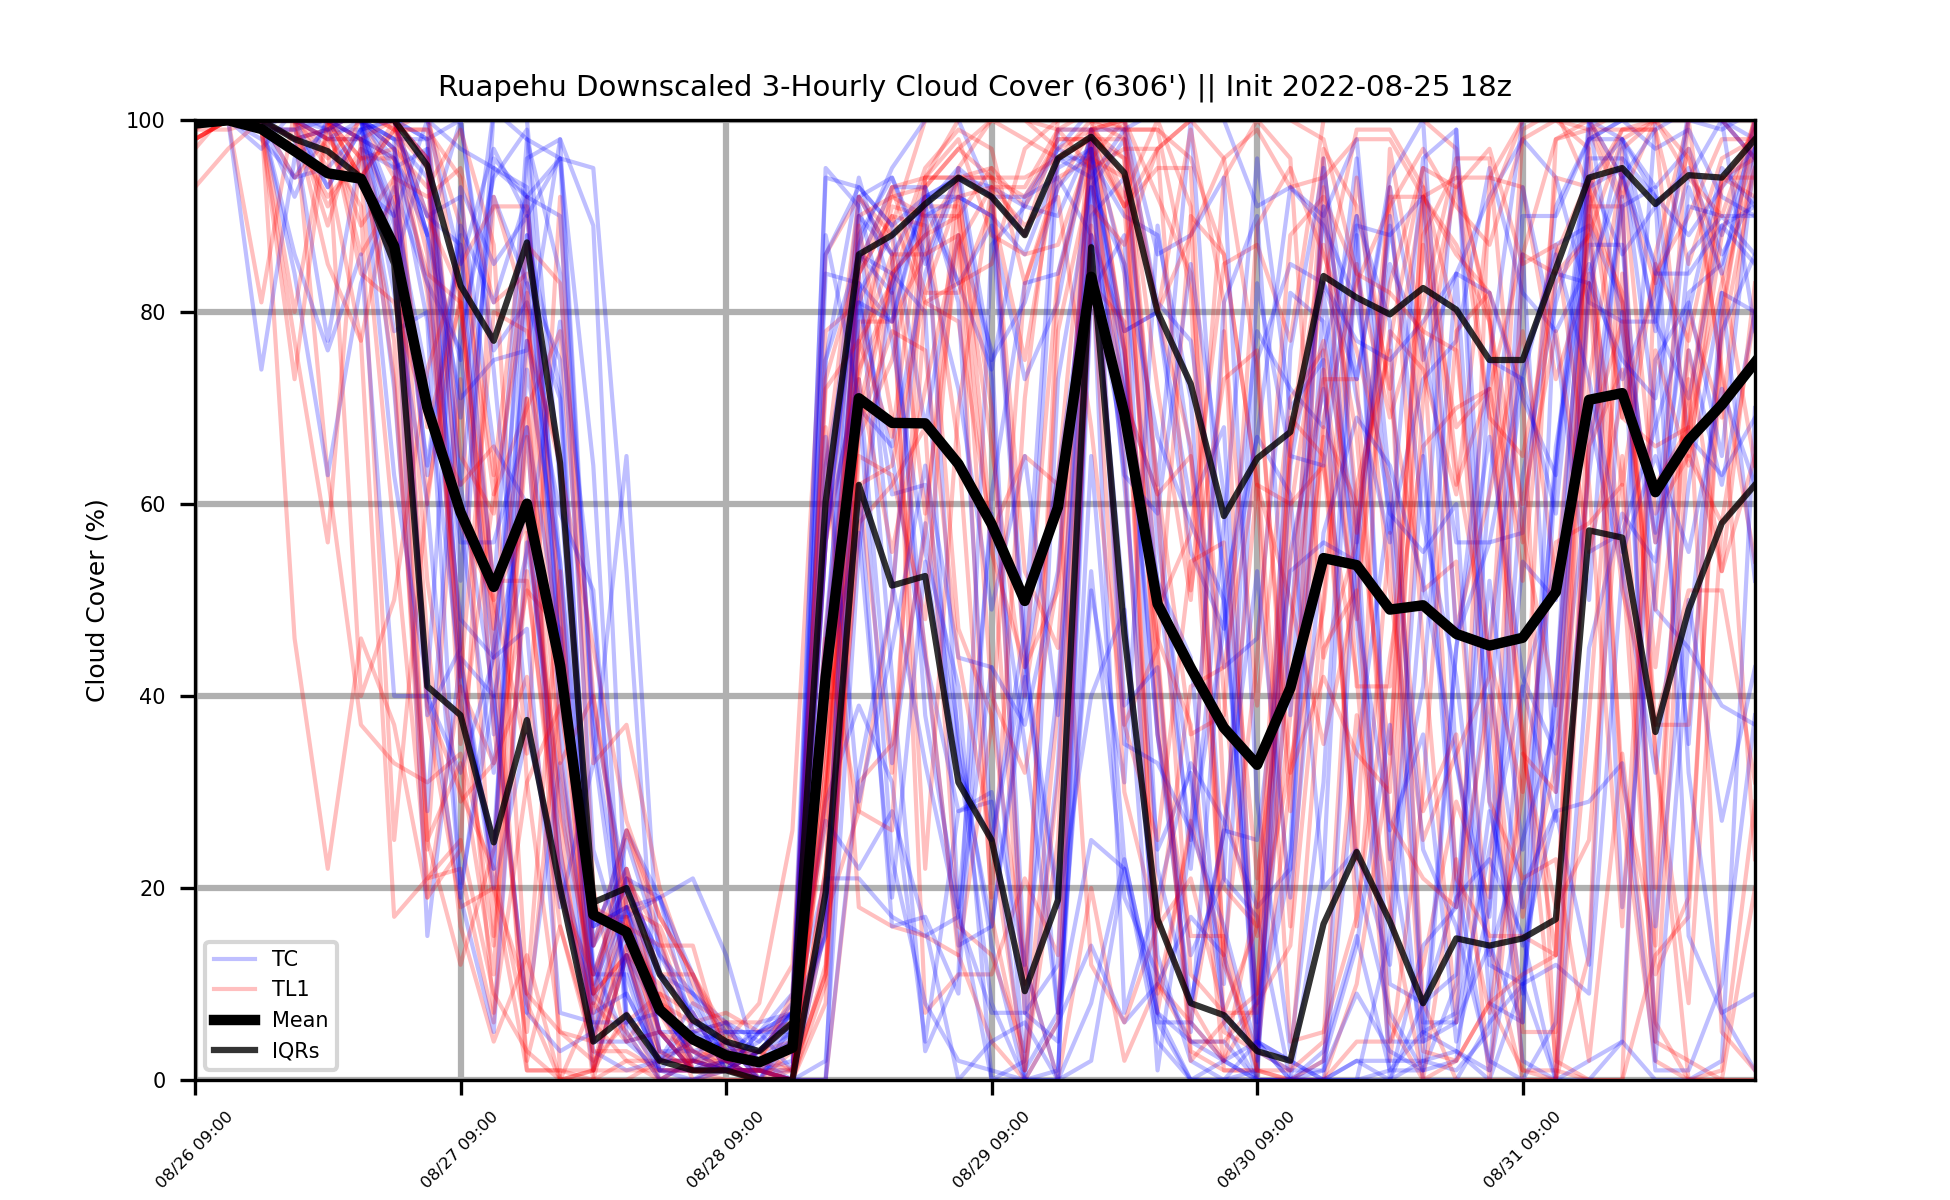 Ruapehu Downscaled 3-Hourly Cloud Cover (6306') || Init 2022-08-25 18z
Cloud Cover (%)
100
80
60
40
20
0
TC
TL1
Mean
IQRs
08/26 09:00
08/27 09:00
08/28 09:00
08/29 09:00
08/30 09:00
08/31 09:00